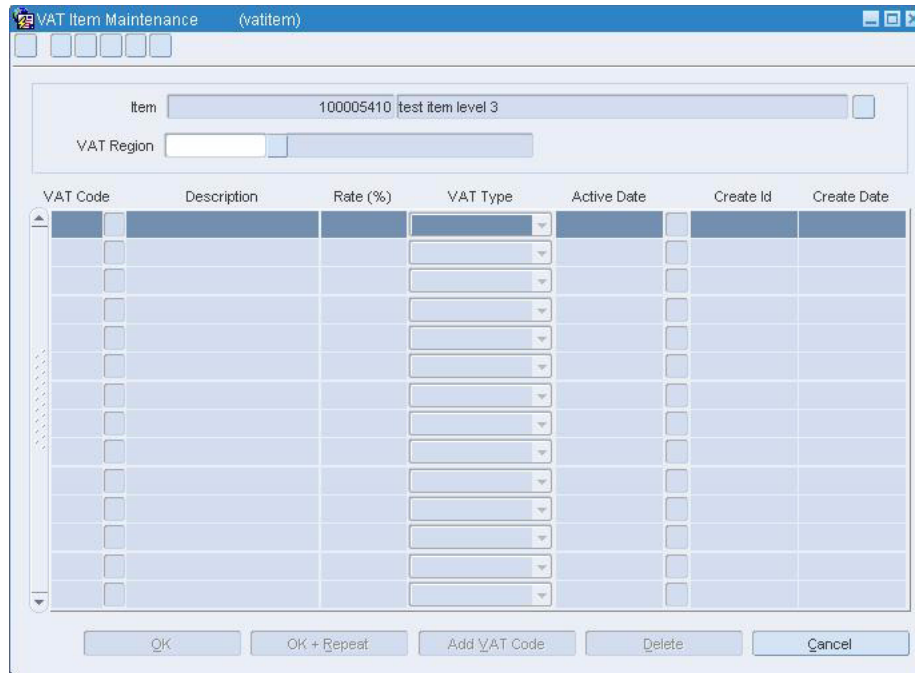 VAT Item Maintenance (vatitem)
Item 100005410 test item level 3
VAT Region
VAT Code Description Rate (%) VAT Type Active Date Create Id Create Date
OK OK + Repeat Add VAT Code Delete Cancel